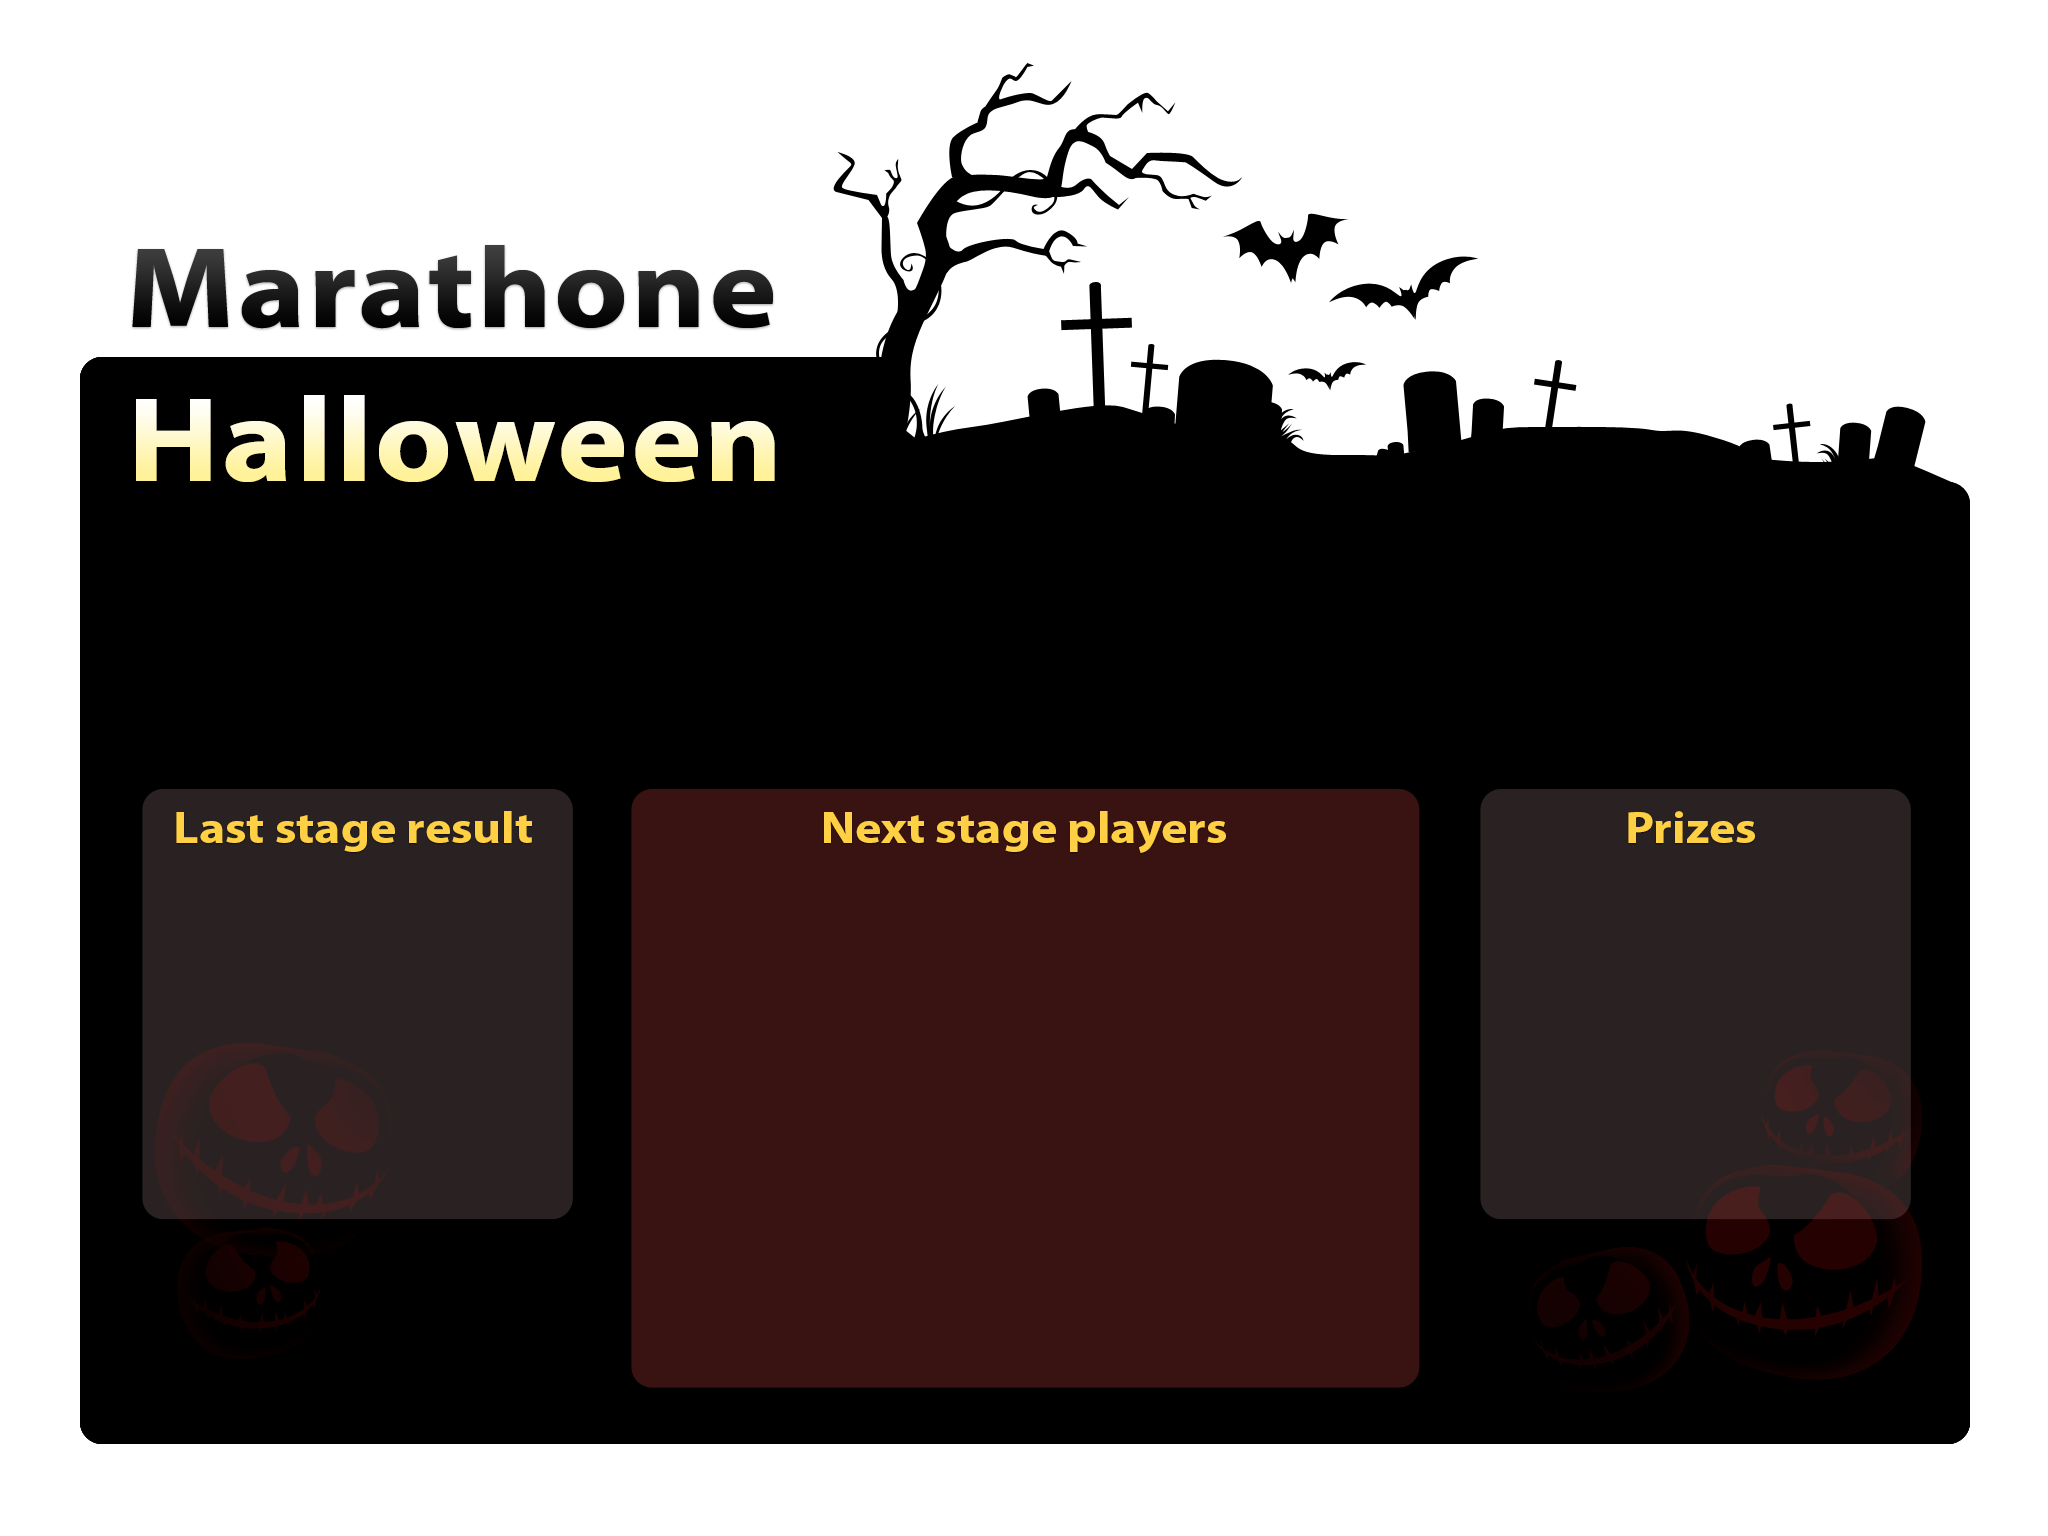 Marathone
Halloween
Last stage result
Next stage players
Prizes